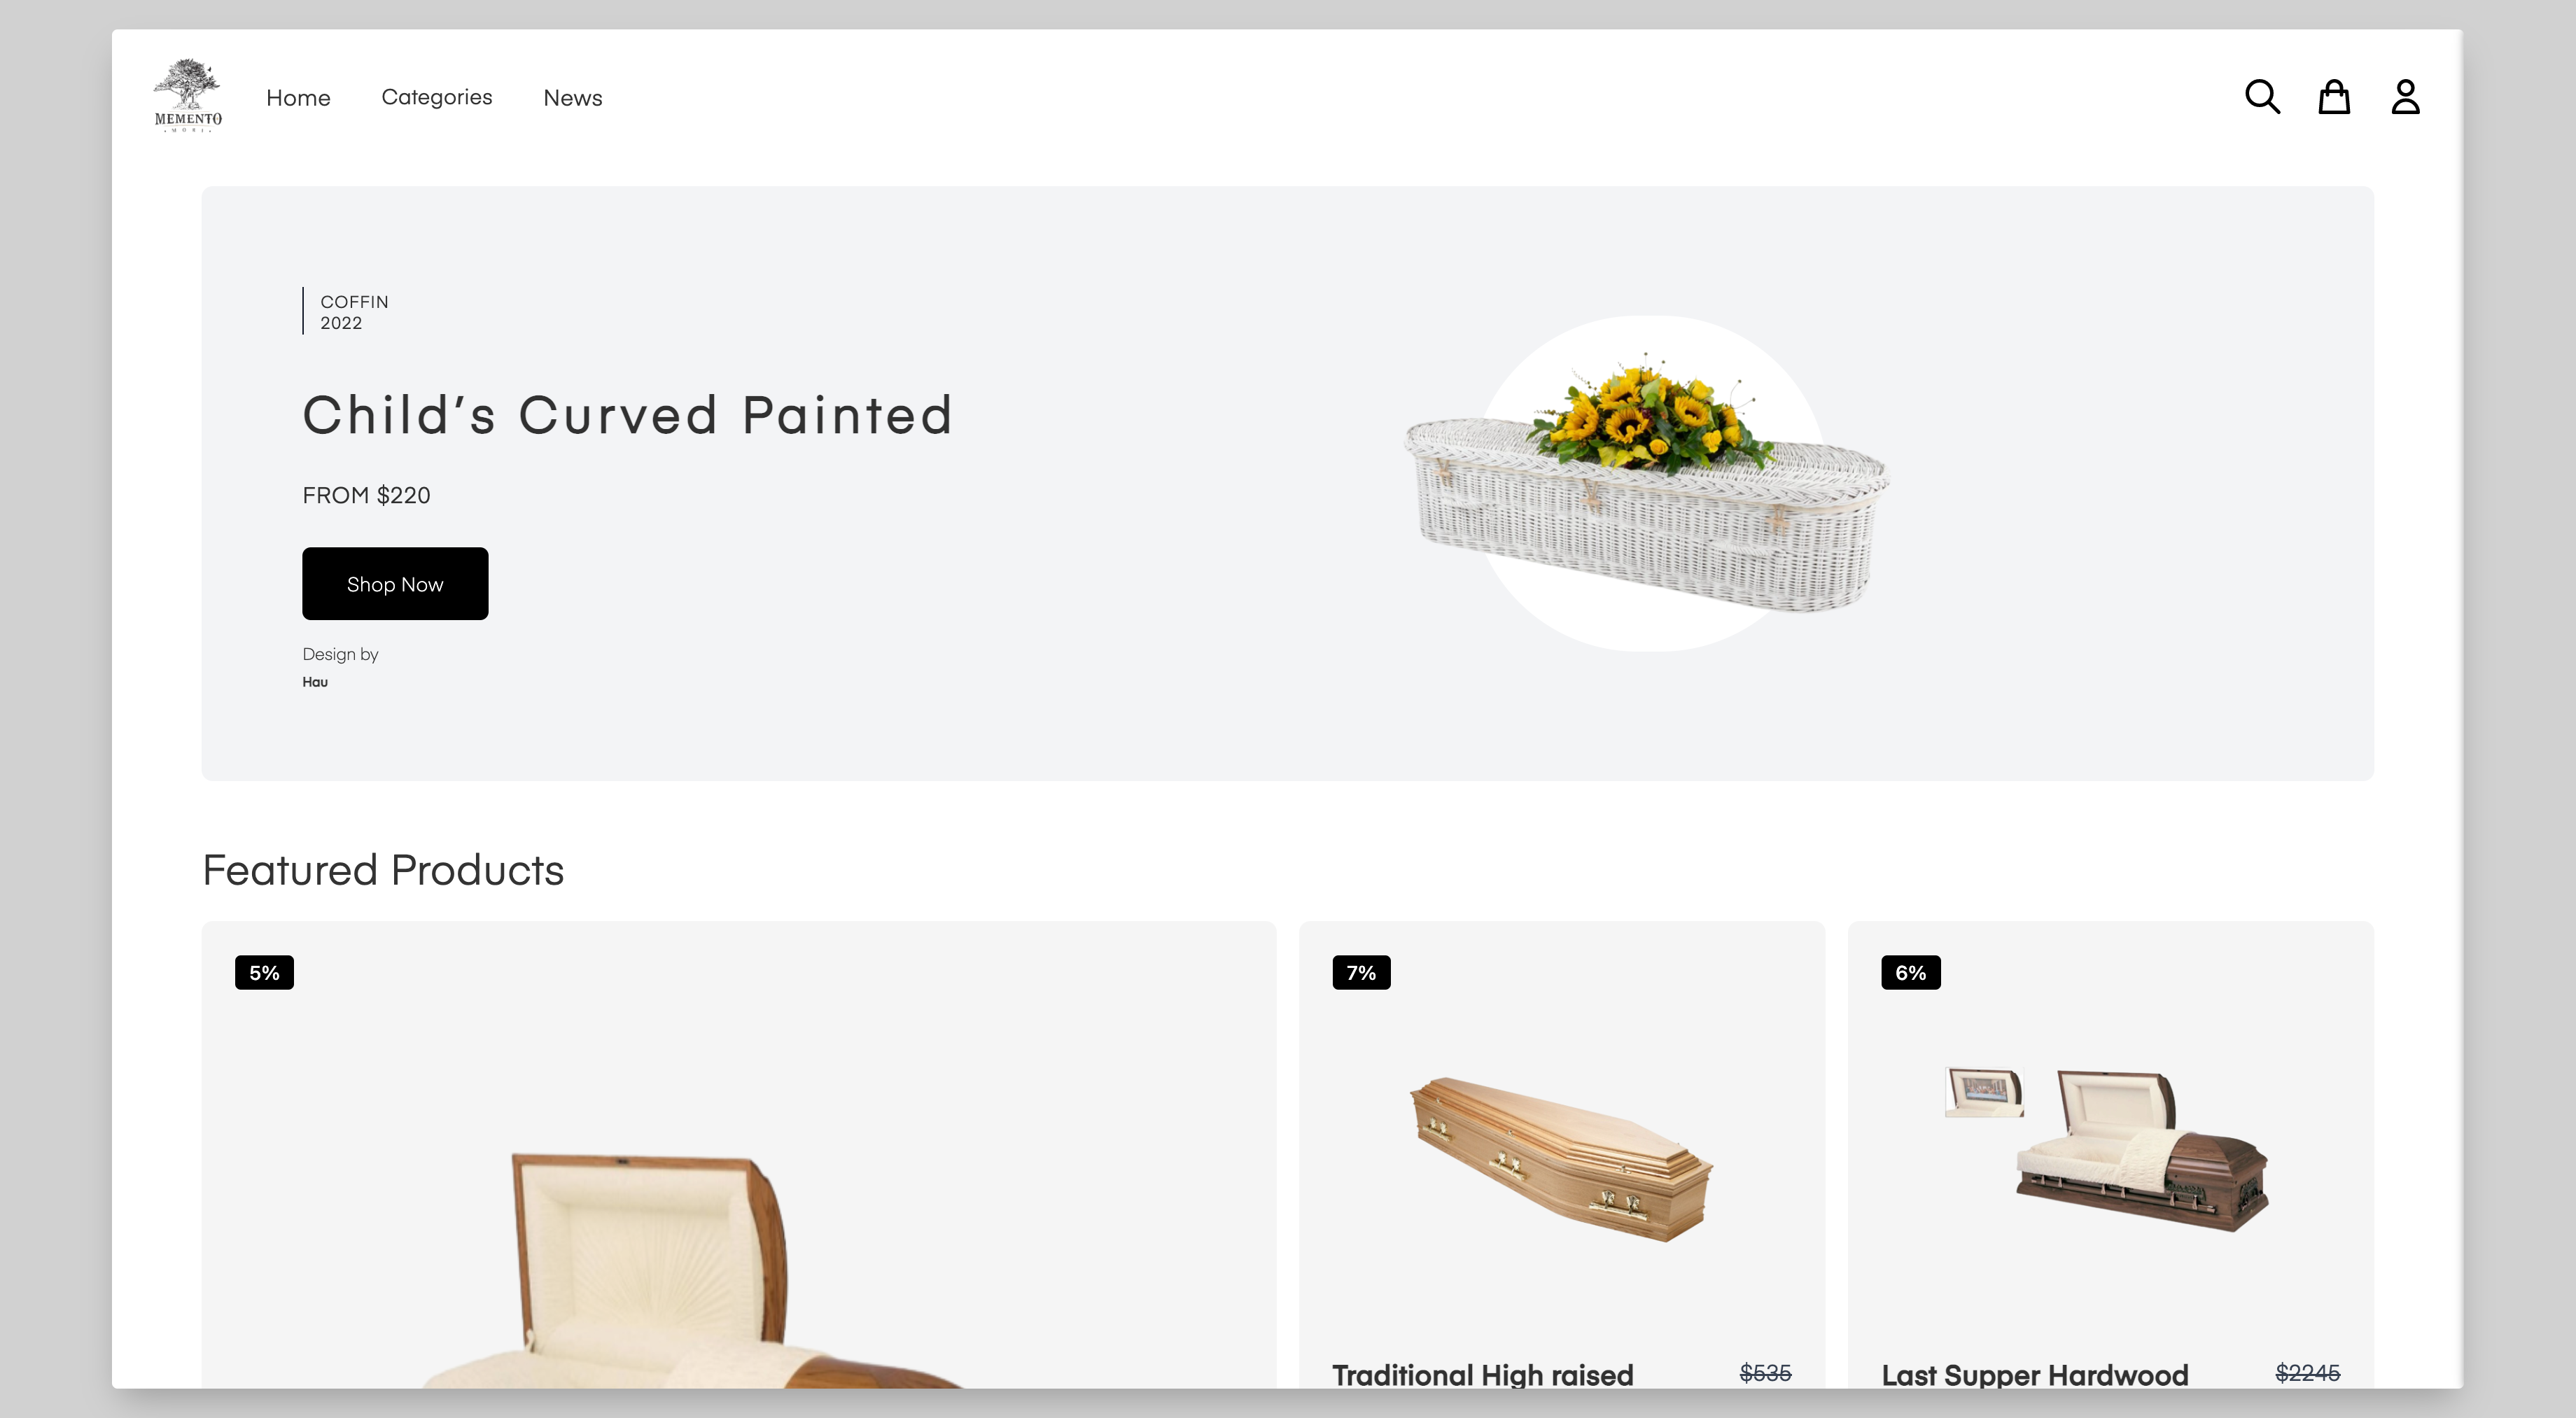 MEMENTO
· MORI ·
Home
Categories
News
COFFIN
2022
Child’s Curved Painted
FROM $220
Shop Now
Design by
Hau
Featured Products
5%
7%
6%
Traditional High raised
$535
Last Supper Hardwood
$2245